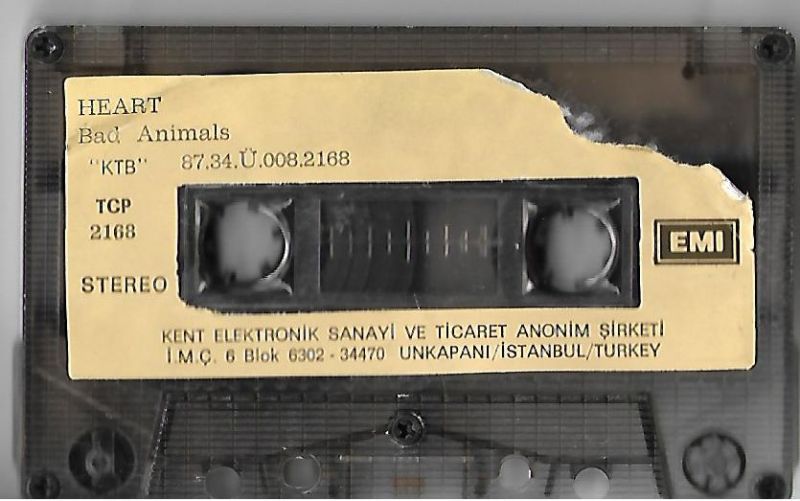 HEART
Bad Animals
"KTB" 87.34.Ü.008.2168
TCP
2168
EMI
STEREO
KENT ELEKTRONİK SANAYİ VE TİCARET ANONİM ŞİRKETİ
İ.M.Ç. 6 Blok 6302 - 34470 UNKAPANI/İSTANBUL/TURKEY